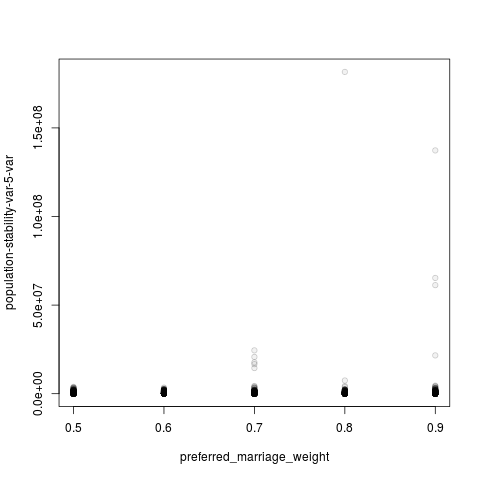 population-stability-var-5-var
1.5e+08
1.0e+08
5.0e+07
0.0e+00
0.5 0.6 0.7 0.8 0.9
preferred_marriage_weight